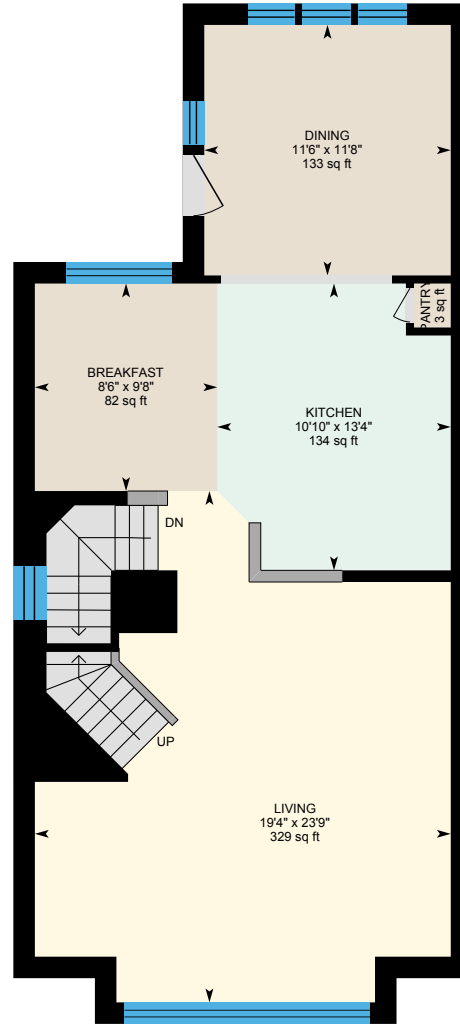 DINING
11'6" x 11'8"
133 sq ft
PANTRY
3 sq ft
BREAKFAST
8'6" x 9'8"
82 sq ft
KITCHEN
10'10" x 13'4"
134 sq ft
DN
UP
LIVING
19'4" x 23'9"
329 sq ft